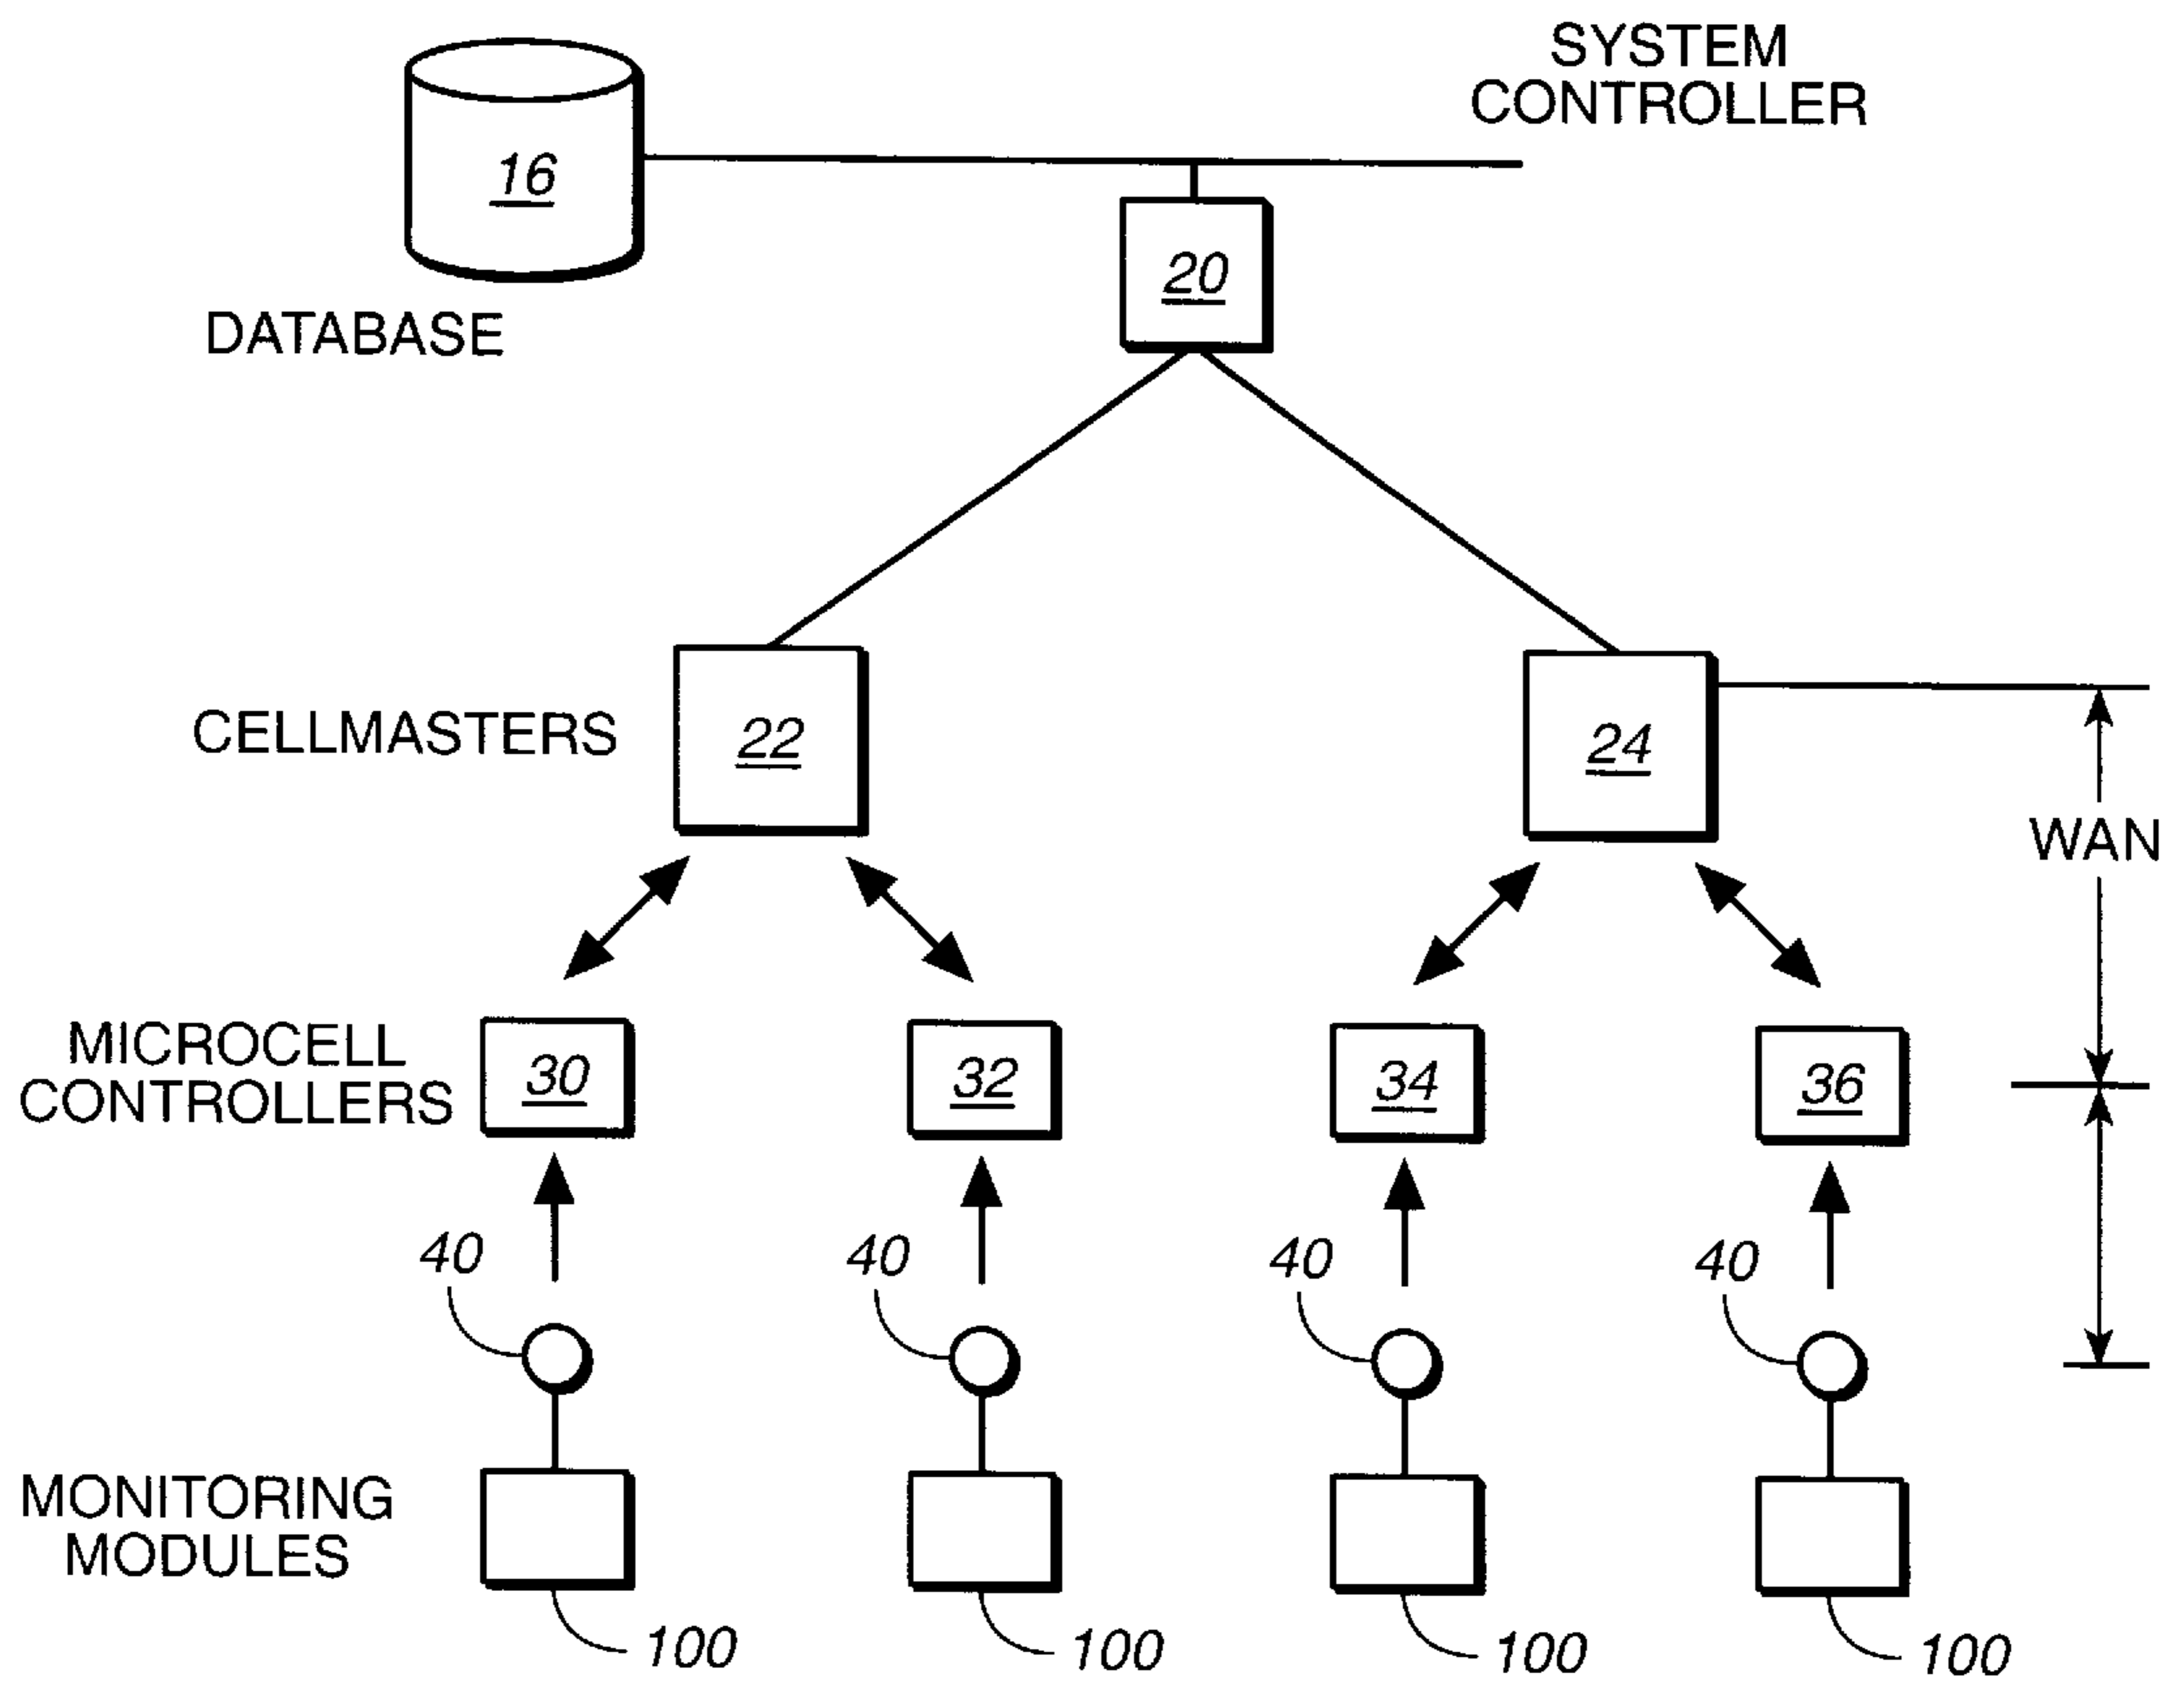 SYSTEM
CONTROLLER
16
20
DATABASE
CELLMASTERS
22
24
WAN
MICROCELL
CONTROLLERS
30
32
34
36
40
40
40
40
MONITORING
MODULES
100
100
100
100